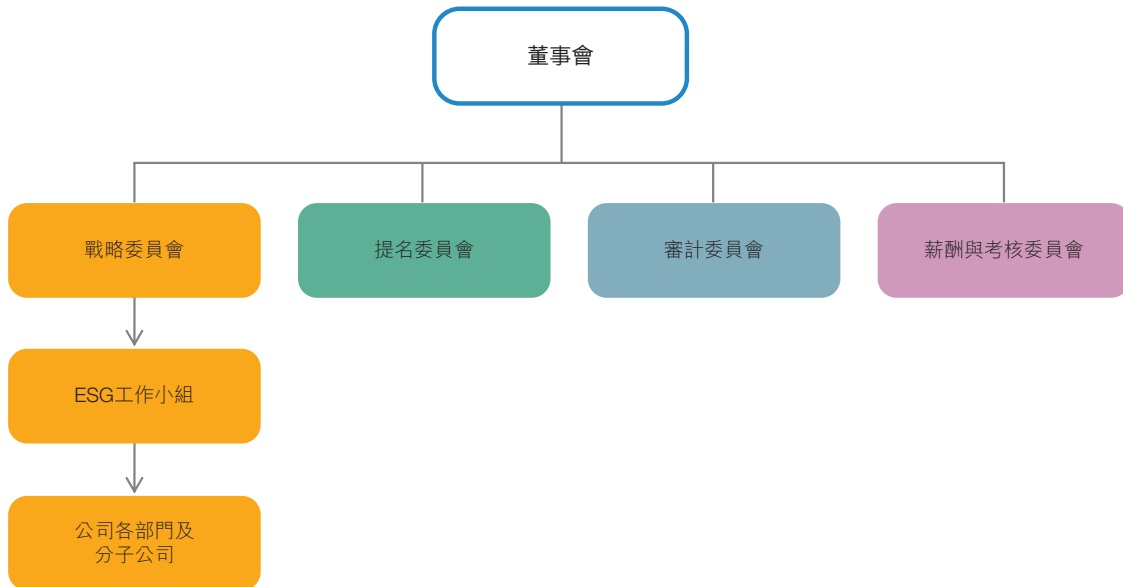 董事會
戰略委員會
提名委員會
審計委員會
薪酬與考核委員會
ESG工作小組
公司各部門及
分子公司